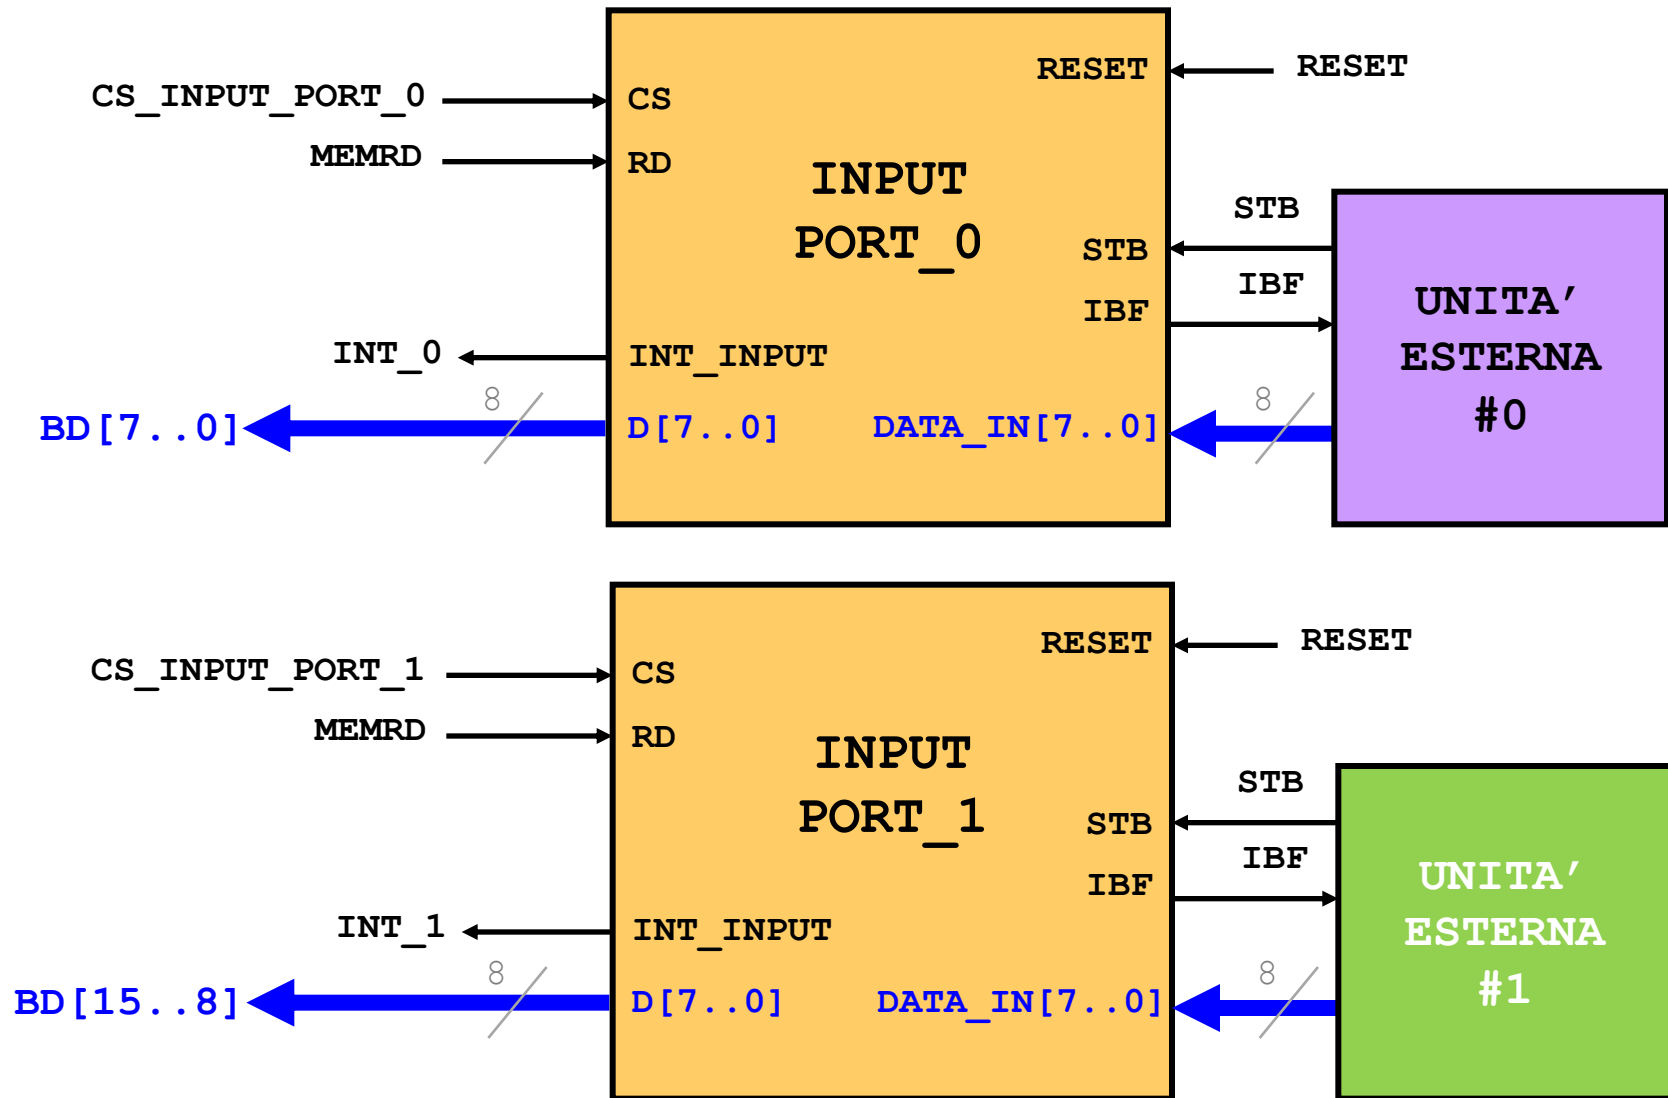 RESET
RESET
CS_INPUT_PORT_0
CS
MEMRD
RD
INPUT
PORT_0
STB
STB
IBF
IBF
UNITA'
ESTERNA
#0
INT_0
INT_INPUT
8
8
BD[7..0]
D[7..0]
DATA_IN[7..0]
RESET
RESET
CS_INPUT_PORT_1
CS
MEMRD
RD
INPUT
PORT_1
STB
STB
IBF
IBF
UNITA'
ESTERNA
#1
INT_1
INT_INPUT
8
8
BD[15..8]
D[7..0]
DATA_IN[7..0]